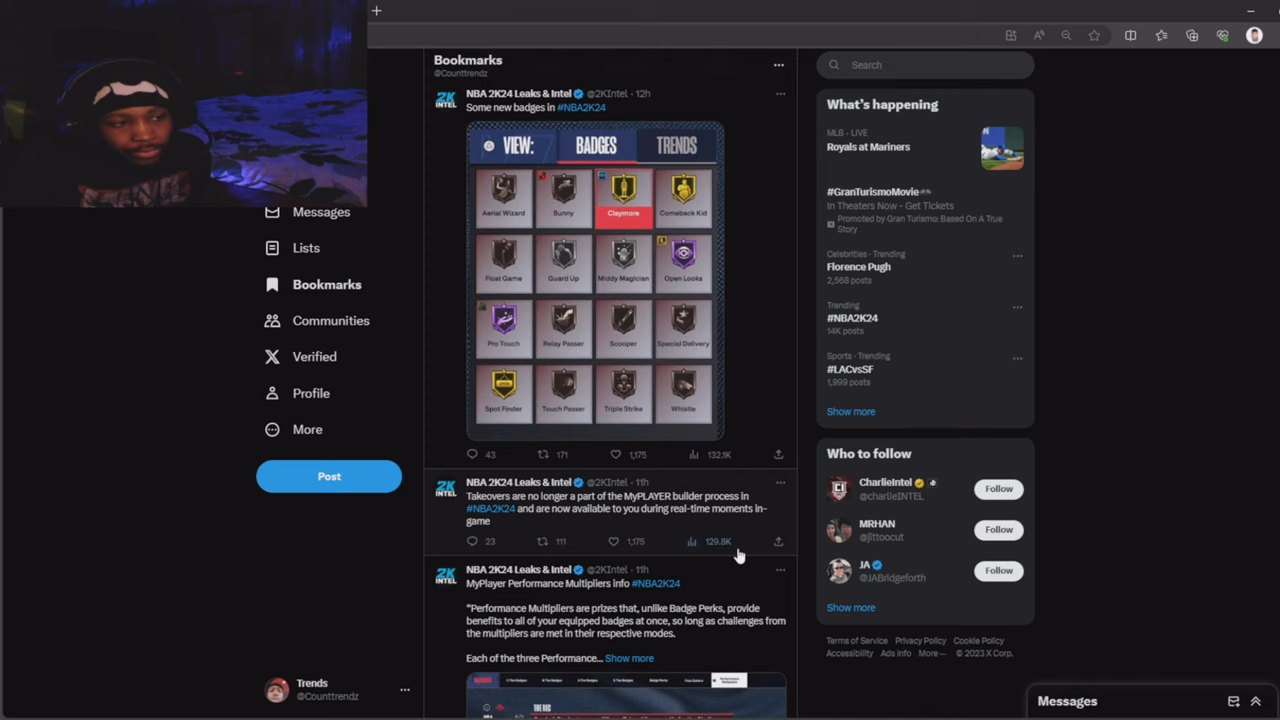 Bookmarks
@Counttrendz
NBA 2K24 Leaks & Intel @2KIntel · 12h
Some new badges in #NBA2K24
VIEW: BADGES TRENDS
Aerial Wizard Bunny Claymore Comeback Kid
Float Game Guard Up Middy Magician Open Looks
Pro Touch Relay Passer Scooper Special Delivery
Spot Finder Touch Passer Triple Strike Whistle
43 171 1,175 132.1K
2K INTEL
NBA 2K24 Leaks & Intel @2KIntel · 11h
Takeovers are no longer a part of the MyPLAYER builder process in
#NBA2K24 and are now available to you during real-time moments in-
game
23 111 1,175 129.8K
2K INTEL
NBA 2K24 Leaks & Intel @2KIntel · 11h
MyPlayer Performance Multipliers info #NBA2K24
"Performance Multipliers are prizes that, unlike Badge Perks, provide
benefits to all of your equipped badges at once, so long as challenges from
the multipliers are met in their respective modes.
Each of the three Performance... Show more
THE REC
Messages
Lists
Bookmarks
Communities
Verified
Profile
More
Post
Trends
@Counttrendz
Search
What's happening
MLB · LIVE
Royals at Mariners
#GranTurismoMovie
In Theaters Now - Get Tickets
Promoted by Gran Turismo: Based On A True
Story
Celebrities · Trending
Florence Pugh
2,568 posts
Trending
#NBA2K24
14K posts
Sports · Trending
#LACvsSF
1,999 posts
Show more
Who to follow
CharlieIntel
@charlieINTEL
Follow
MRHAN
@jittoocut
Follow
JA
@JABridgeforth
Follow
Show more
Terms of Service Privacy Policy Cookie Policy
Accessibility Ads info More··· © 2023 X Corp.
Messages